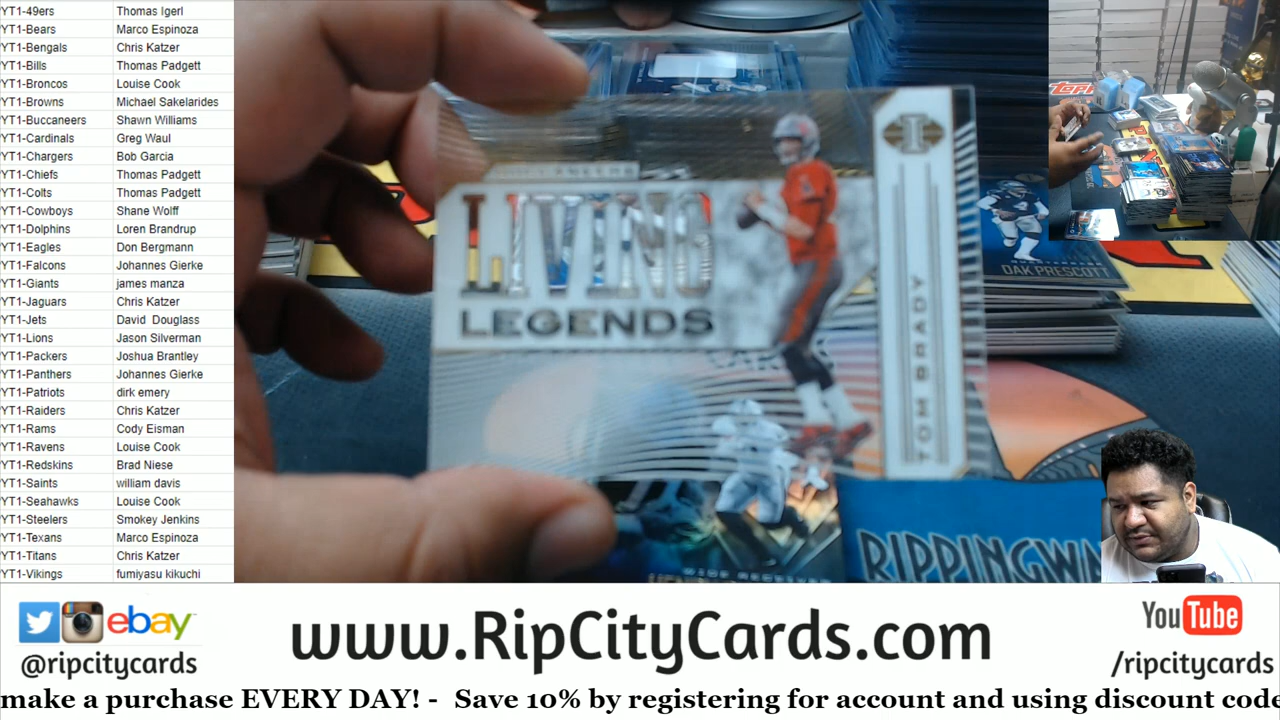 YT1-49ers Thomas Igerl
YT1-Bears Marco Espinoza
YT1-Bengals Chris Katzer
YT1-Bills Thomas Padgett
YT1-Broncos Louise Cook
YT1-Browns Michael Sakelarides
YT1-Buccaneers Shawn Williams
YT1-Cardinals Greg Waul
YT1-Chargers Bob Garcia
YT1-Chiefs Thomas Padgett
YT1-Colts Thomas Padgett
YT1-Cowboys Shane Wolff
YT1-Dolphins Loren Brandrup
YT1-Eagles Don Bergmann
YT1-Falcons Johannes Gierke
YT1-Giants james manza
YT1-Jaguars Chris Katzer
YT1-Jets David Douglass
YT1-Lions Jason Silverman
YT1-Packers Joshua Brantley
YT1-Panthers Johannes Gierke
YT1-Patriots dirk emery
YT1-Raiders Chris Katzer
YT1-Rams Cody Eisman
YT1-Ravens Louise Cook
YT1-Redskins Brad Niese
YT1-Saints william davis
YT1-Seahawks Louise Cook
YT1-Steelers Smokey Jenkins
YT1-Texans Marco Espinoza
YT1-Titans Chris Katzer
YT1-Vikings fumiyasu kikuchi
LIVING
LEGENDS
TOM BRADY
DAK PRESCOTT
WIDE RECEIVER
RIPPINGWA
Topps
ebay
@ripcitycards
www.RipCityCards.com
YouTube
/ripcitycards
make a purchase EVERY DAY! - Save 10% by registering for account and using discount code